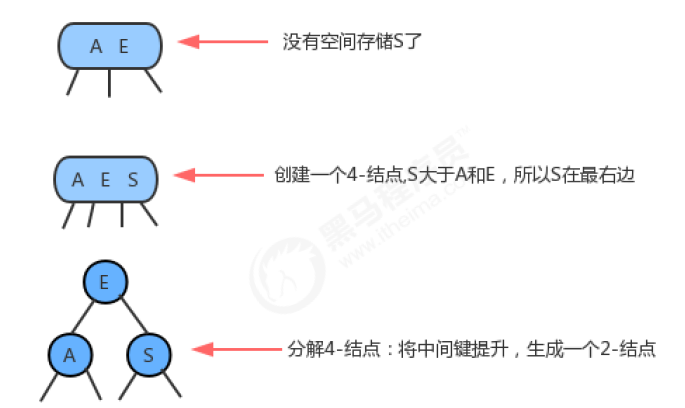 A E
没有空间存储S了
A E S
创建一个4-结点,S大于A和E，所以S在最右边
黑马程序员™
www.itheima.com
E
A
S
分解4-结点：将中间键提升，生成一个2-结点